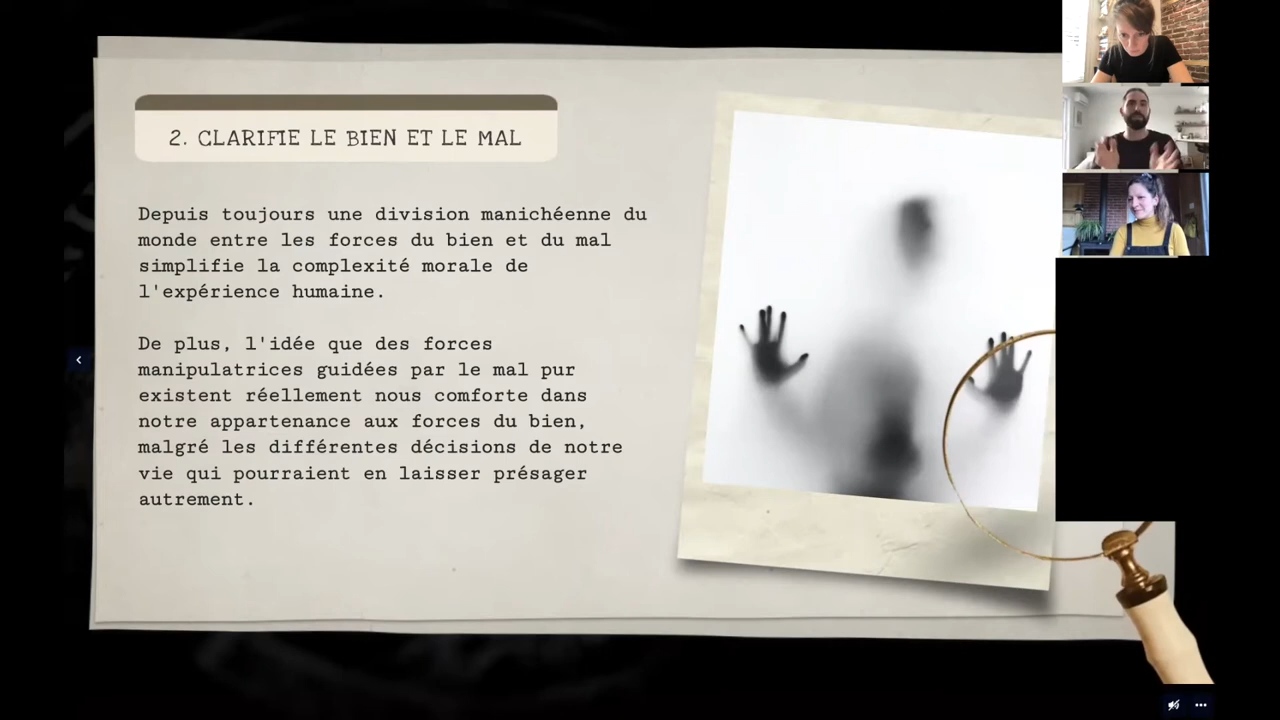 2. CLARIFIE LE BIEN ET LE MAL
Depuis toujours une division manichéenne du
monde entre les forces du bien et du mal
simplifie la complexité morale de
l'expérience humaine.
De plus, l'idée que des forces
manipulatrices guidées par le mal pur
existent réellement nous comforte dans
notre appartenance aux forces du bien,
malgré les différentes décisions de notre
vie qui pourraient en laisser présager
autrement.